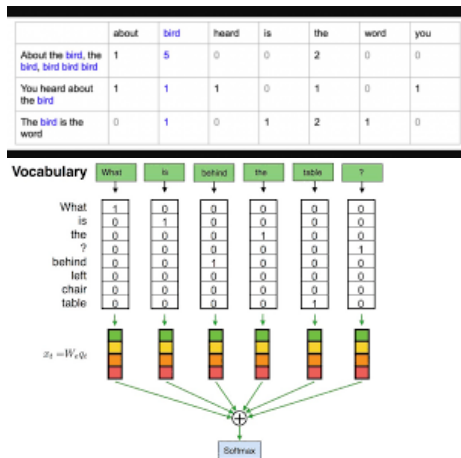 about bird heard is the word you
About the bird, the 1 5 0 0 2 0 0
bird, bird bird bird
You heard about 1 1 1 0 1 0 1
the bird
The bird is the 0 1 0 1 2 1 0
word
Vocabulary What is behind the table ?
What 1 0 0 0 0 0
is 0 1 0 0 0 0
the 0 0 0 1 0 0
? 0 0 0 0 0 1
behind 0 0 1 0 0 0
left 0 0 0 0 0 0
chair 0 0 0 0 0 0
table 0 0 0 0 1 0
x_t = W_e q_t
+
Softmax